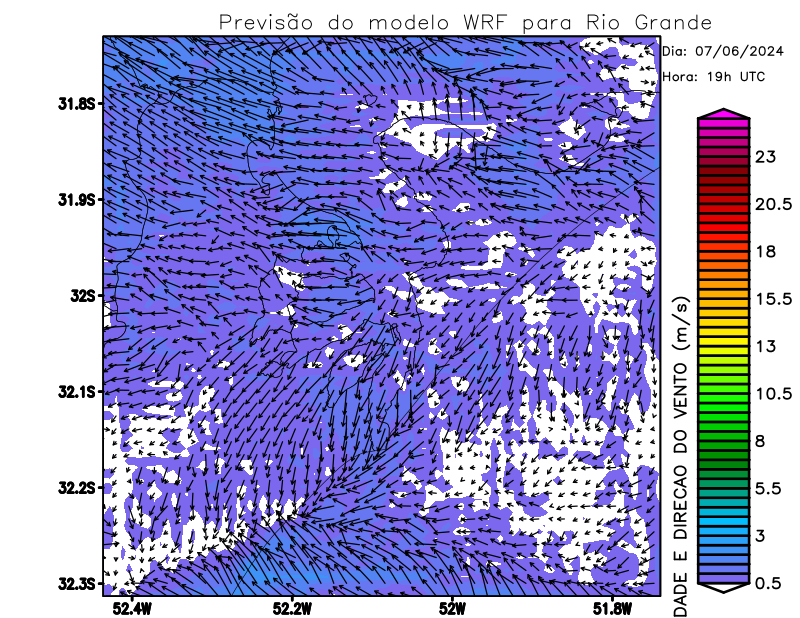 Previsão do modelo WRF para Rio Grande
Dia: 07/06/2024
Hora: 19h UTC
31.8S
31.9S
32S
32.1S
32.2S
32.3S
52.4W
52.2W
52W
51.8W
23
20.5
18
15.5
13
10.5
8
5.5
3
0.5
DADE E DIRECAO DO VENTO (m/s)